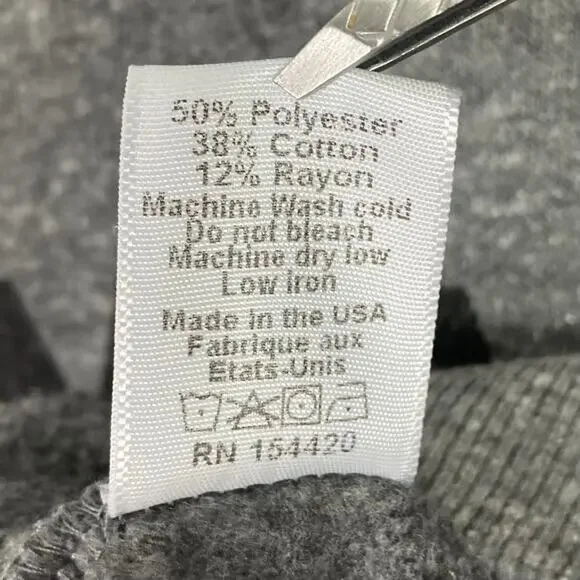 50% Polyester
38% Cotton
12% Rayon
Machine Wash cold
Do not bleach
Machine dry low
Low iron
Made in the USA
Fabrique aux
Etats-Unis
RN 154420